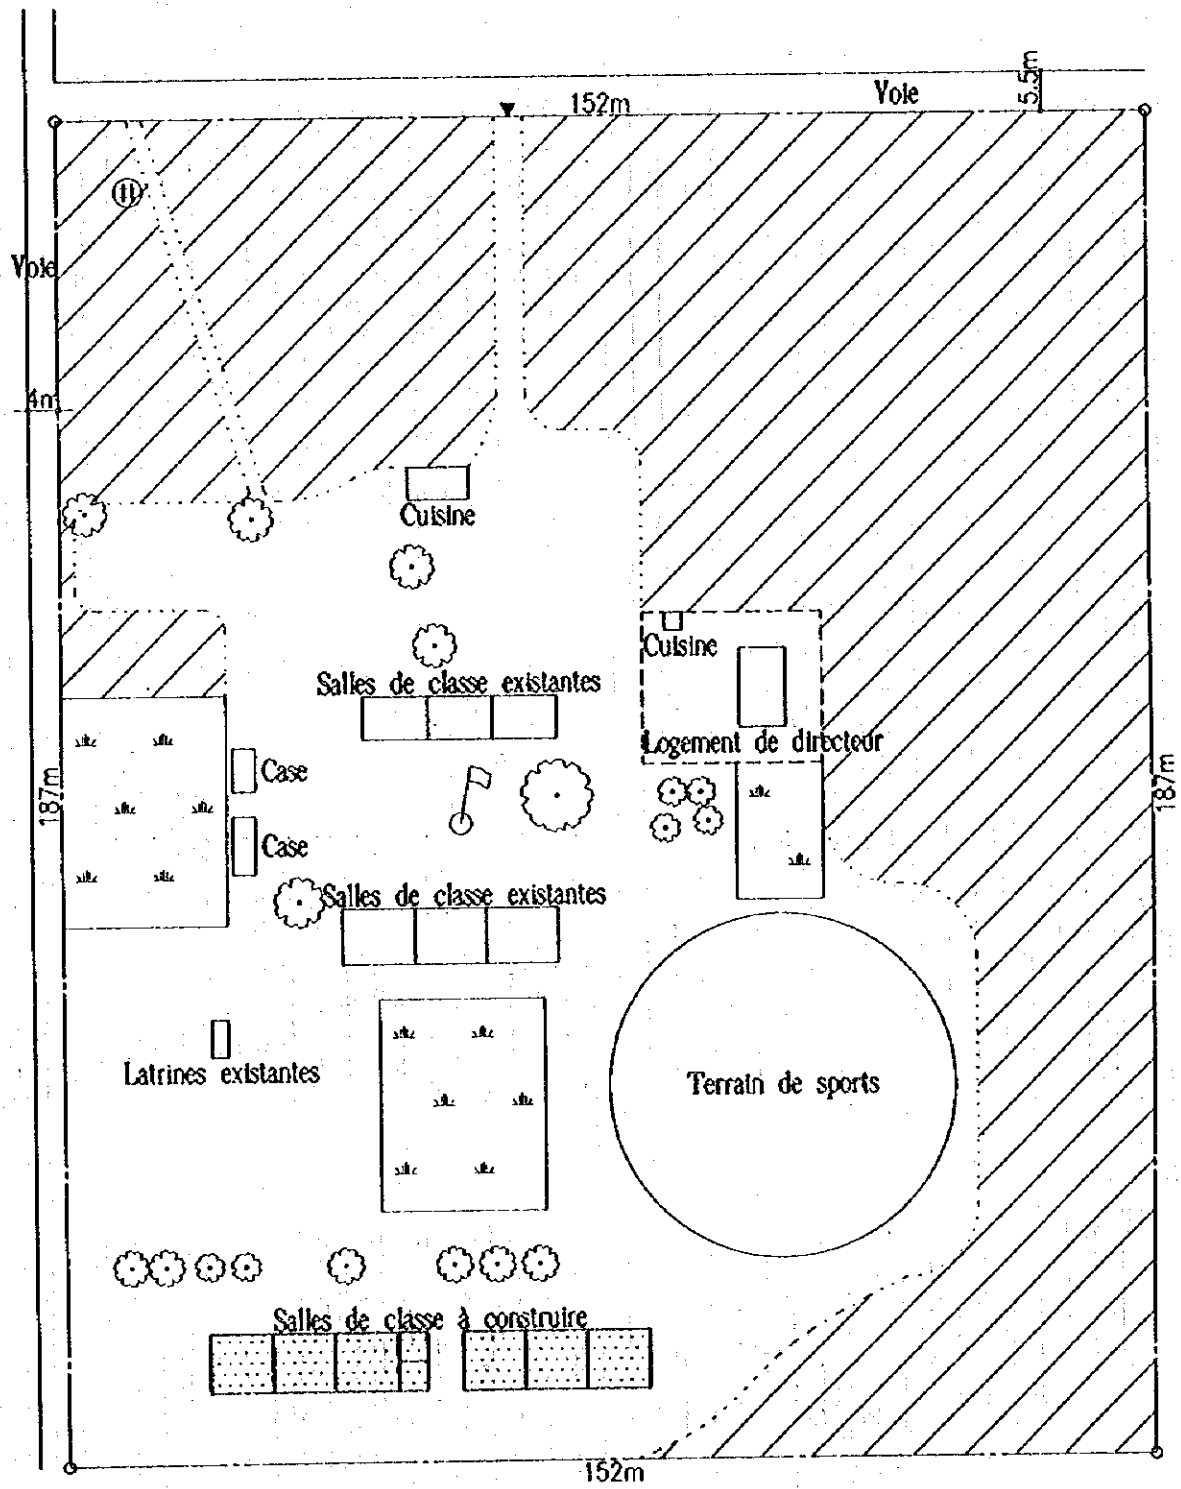 5.5m
Voie
152m
Voie
4m
Cuisine
Cuisine
Salles de classe existantes
Logement de directeur
Case
187m
187m
Case
Salles de classe existantes
Latrines existantes
Terrain de sports
Salles de classe à construire
152m